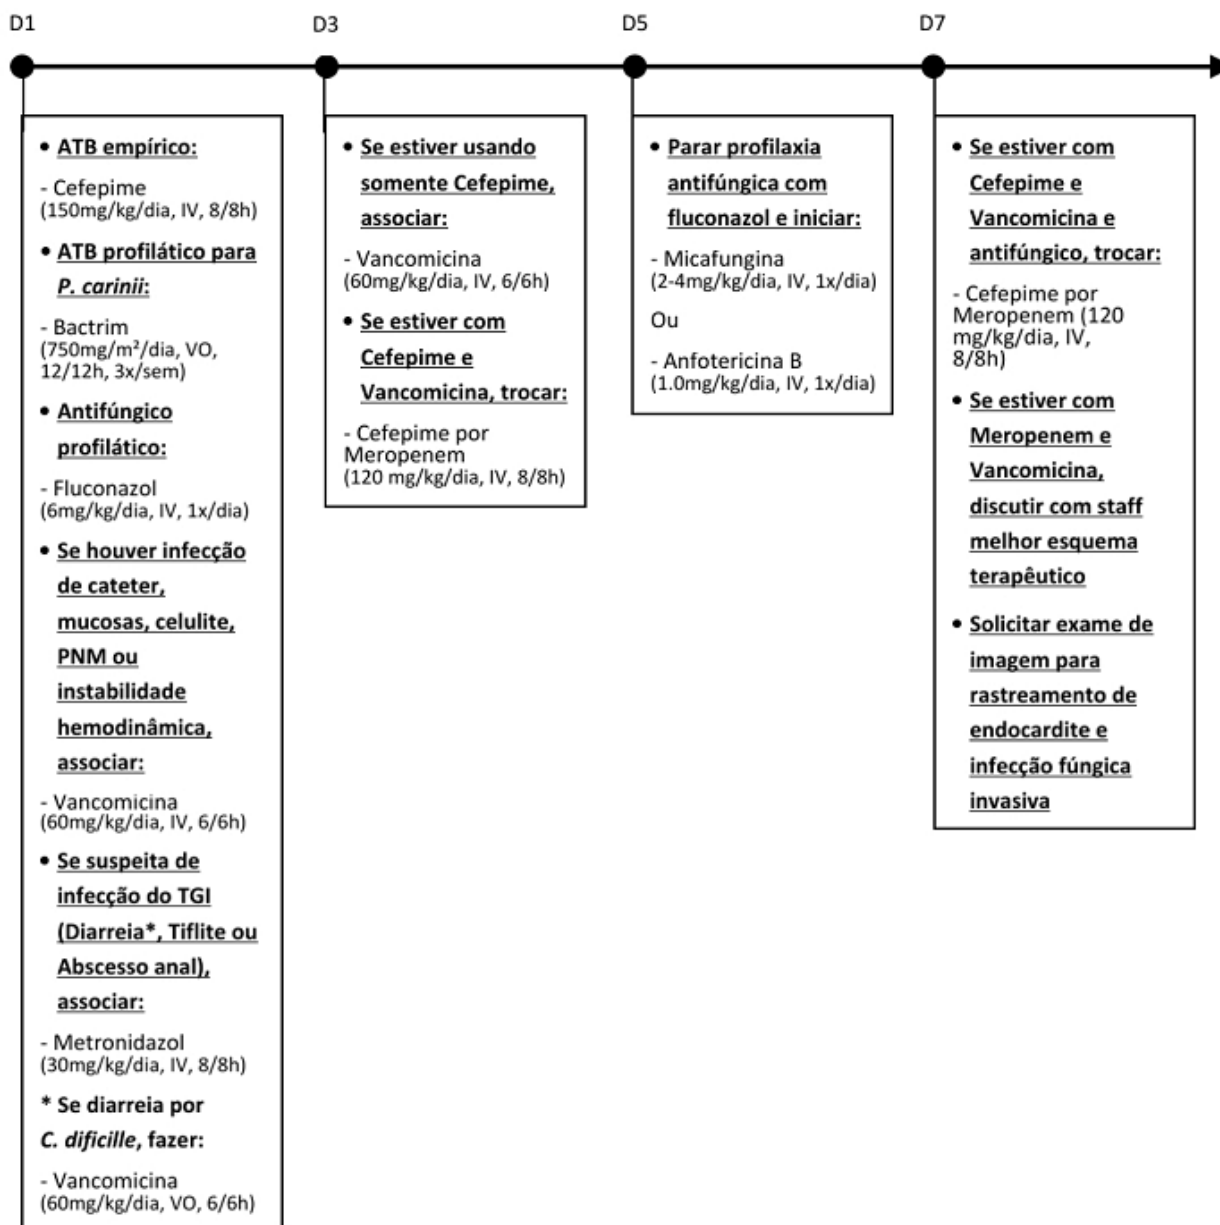 D1
D3
D5
D7
• ATB empírico:
- Cefepime
(150mg/kg/dia, IV, 8/8h)
• ATB profilático para
P. carinii:
- Bactrim
(750mg/m²/dia, VO,
12/12h, 3x/sem)
• Antifúngico
profilático:
- Fluconazol
(6mg/kg/dia, IV, 1x/dia)
• Se houver infecção
de cateter,
mucosas, celulite,
PNM ou
instabilidade
hemodinâmica,
associar:
- Vancomicina
(60mg/kg/dia, IV, 6/6h)
• Se suspeita de
infecção do TGI
(Diarreia*, Tiflite ou
Abscesso anal),
associar:
- Metronidazol
(30mg/kg/dia, IV, 8/8h)
* Se diarreia por
C. dificille, fazer:
- Vancomicina
(60mg/kg/dia, VO, 6/6h)
• Se estiver usando
somente Cefepime,
associar:
- Vancomicina
(60mg/kg/dia, IV, 6/6h)
• Se estiver com
Cefepime e
Vancomicina, trocar:
- Cefepime por
Meropenem
(120 mg/kg/dia, IV, 8/8h)
• Parar profilaxia
antifúngica com
fluconazol e iniciar:
- Micafungina
(2-4mg/kg/dia, IV, 1x/dia)
Ou
- Anfotericina B
(1.0mg/kg/dia, IV, 1x/dia)
• Se estiver com
Cefepime e
Vancomicina e
antifúngico, trocar:
- Cefepime por
Meropenem (120
mg/kg/dia, IV,
8/8h)
• Se estiver com
Meropenem e
Vancomicina,
discutir com staff
melhor esquema
terapêutico
• Solicitar exame de
imagem para
rastreamento de
endocardite e
infecção fúngica
invasiva